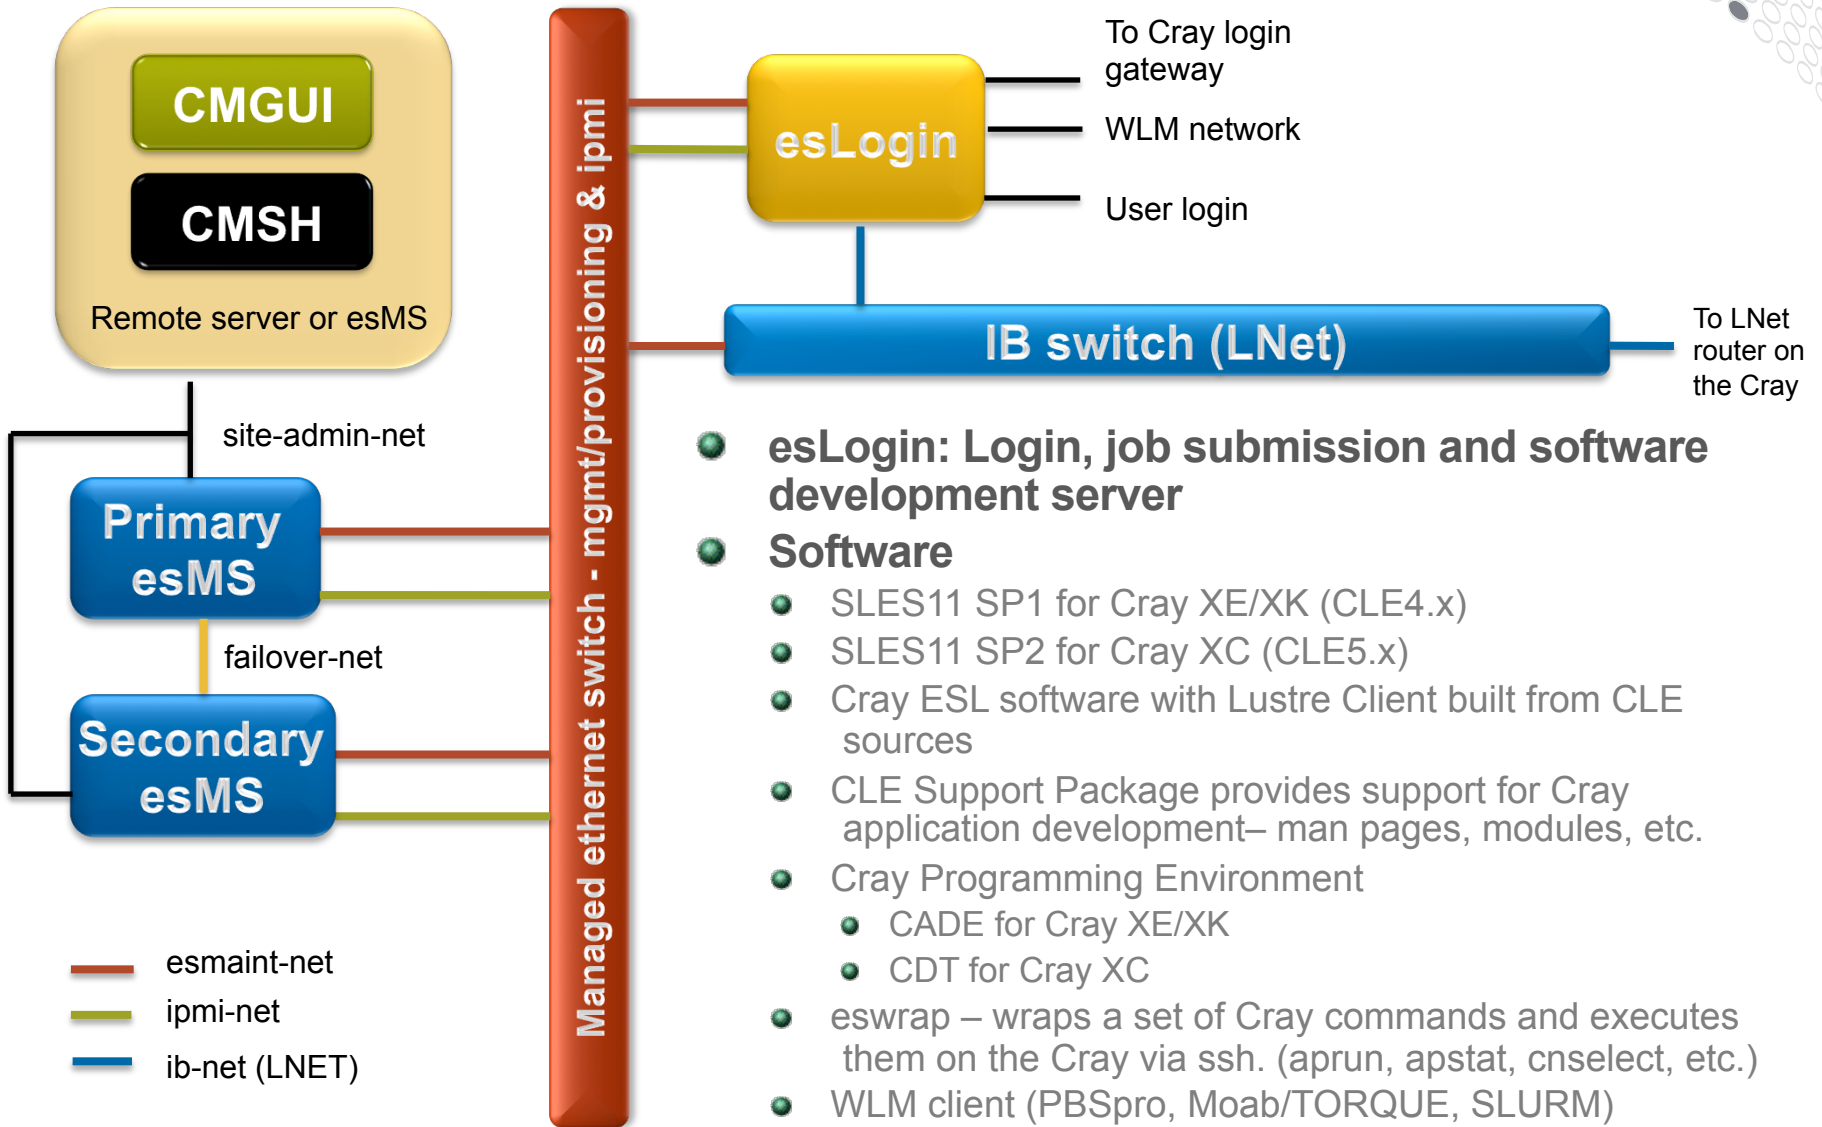 CMGUI
CMSH
Remote server or esMS
site-admin-net
Primary
esMS
failover-net
Secondary
esMS
esmaint-net
ipmi-net
ib-net (LNET)
Managed ethernet switch - mgmt/provisioning & ipmi
esLogin
To Cray login
gateway
WLM network
User login
IB switch (LNet)
To LNet
router on
the Cray
esLogin: Login, job submission and software
development server
Software
SLES11 SP1 for Cray XE/XK (CLE4.x)
SLES11 SP2 for Cray XC (CLE5.x)
Cray ESL software with Lustre Client built from CLE
sources
CLE Support Package provides support for Cray
application development– man pages, modules, etc.
Cray Programming Environment
CADE for Cray XE/XK
CDT for Cray XC
eswrap – wraps a set of Cray commands and executes
them on the Cray via ssh. (aprun, apstat, cnselect, etc.)
WLM client (PBSpro, Moab/TORQUE, SLURM)